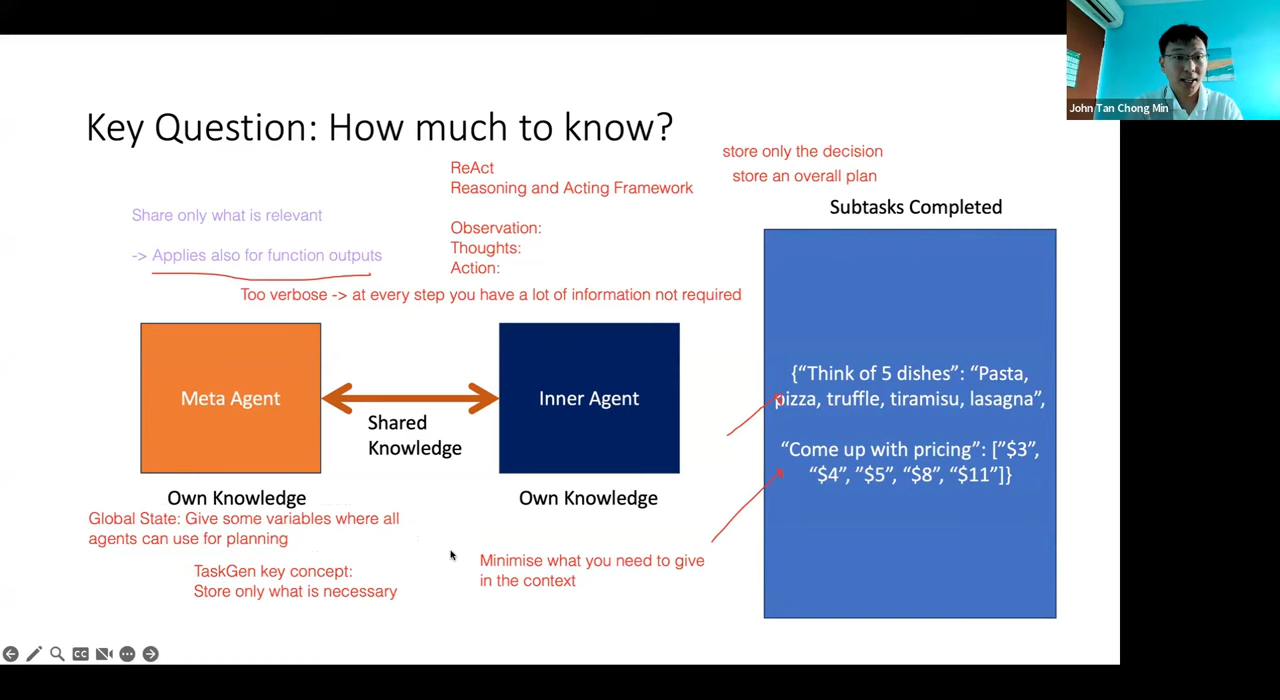 John Tan Chong Min
Key Question: How much to know?
ReAct
Reasoning and Acting Framework
Observation:
Thoughts:
Action:
store only the decision
store an overall plan
Share only what is relevant
-> Applies also for function outputs
Too verbose -> at every step you have a lot of information not required
Subtasks Completed
Meta Agent
Shared
Knowledge
Inner Agent
{“Think of 5 dishes”: “Pasta,
pizza, truffle, tiramisu, lasagna”,
“Come up with pricing”: [”$3”,
“$4”, ”$5”, “$8”, “$11”]}
Own Knowledge
Own Knowledge
Global State: Give some variables where all
agents can use for planning
TaskGen key concept:
Store only what is necessary
Minimise what you need to give
in the context
CC